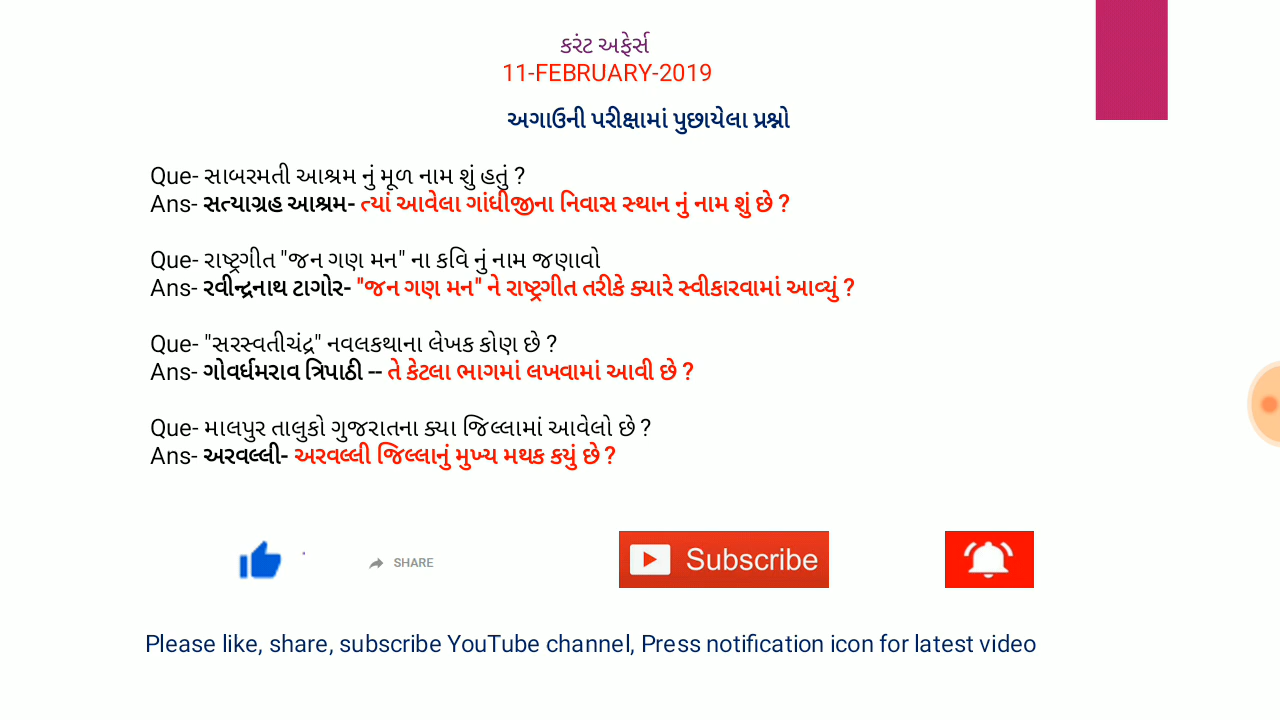 કરંટ અફેર્સ
11-FEBRUARY-2019
અગાઉની પરીક્ષામાં પુછાયેલા પ્રશ્નો
Que- સાબરમતી આશ્રમ નું મૂળ નામ શું હતું ?
Ans- સત્યાગ્રહ આશ્રમ- ત્યાં આવેલા ગાંધીજીના નિવાસ સ્થાન નું નામ શું છે ?
Que- રાષ્ટ્રગીત "જન ગણ મન" ના કવિ નું નામ જણાવો
Ans- રવીન્દ્રનાથ ટાગોર- "જન ગણ મન" ને રાષ્ટ્રગીત તરીકે ક્યારે સ્વીકારવામાં આવ્યું ?
Que- "સરસ્વતીચંદ્ર" નવલકથાના લેખક કોણ છે ?
Ans- ગોવર્ધમરાવ ત્રિપાઠી -- તે કેટલા ભાગમાં લખવામાં આવી છે ?
Que- માલપુર તાલુકો ગુજરાતના ક્યા જિલ્લામાં આવેલો છે ?
Ans- અરવલ્લી- અરવલ્લી જિલ્લાનું મુખ્ય મથક કયું છે ?
SHARE
Subscribe
Please like, share, subscribe YouTube channel, Press notification icon for latest video